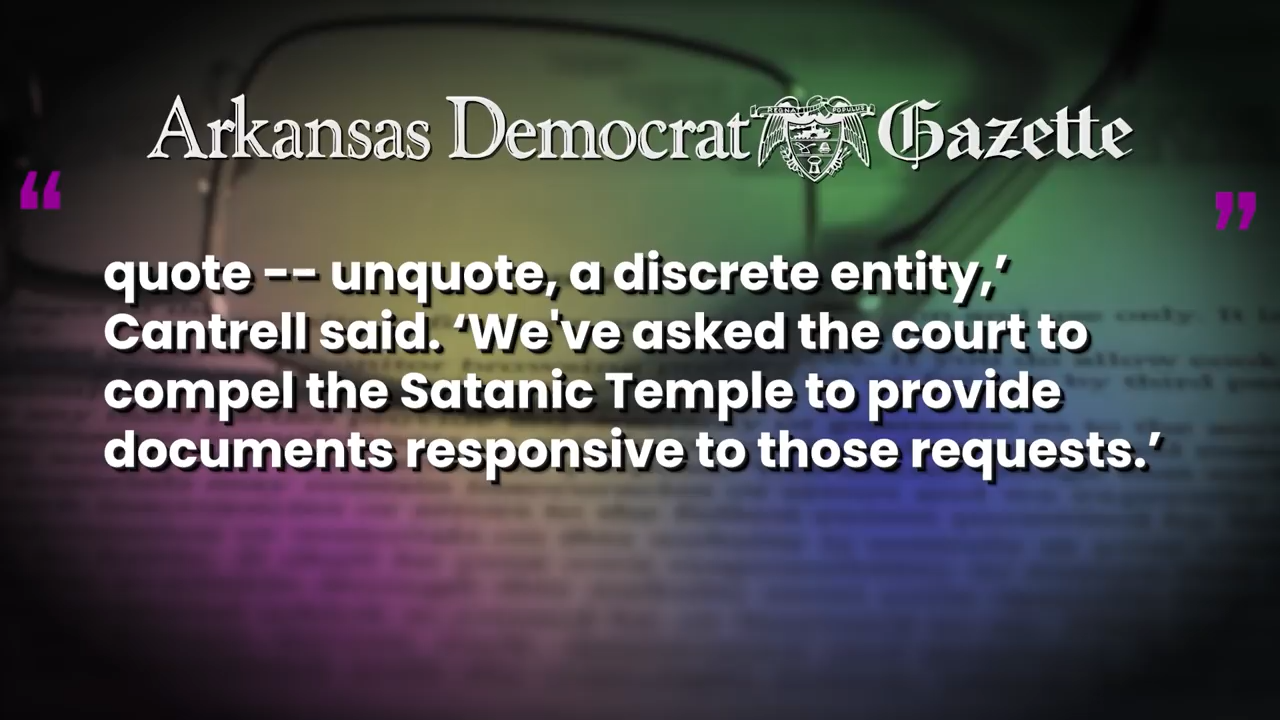 Arkansas Democrat Gazette
“ ”
quote -- unquote, a discrete entity,’
Cantrell said. ‘We've asked the court to
compel the Satanic Temple to provide
documents responsive to those requests.’